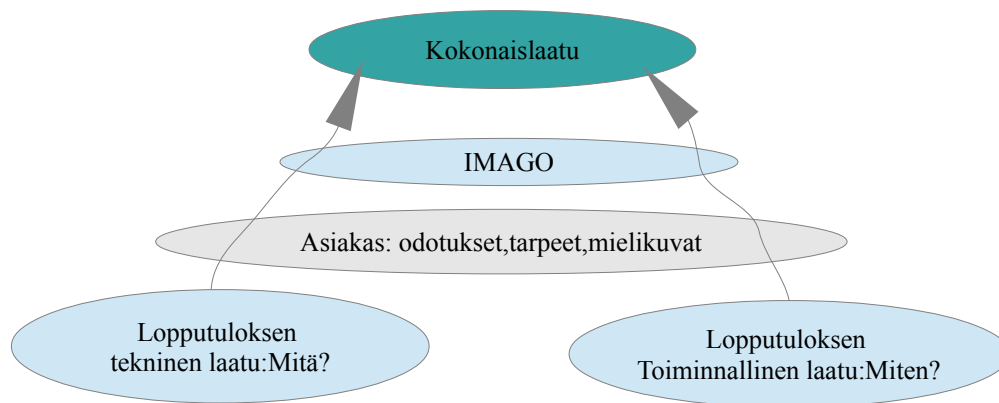 Kokonaislaatu
IMAGO
Asiakas: odotukset,tarpeet,mielikuvat
Lopputuloksen
tekninen laatu:Mitä?
Lopputuloksen
Toiminnallinen laatu:Miten?